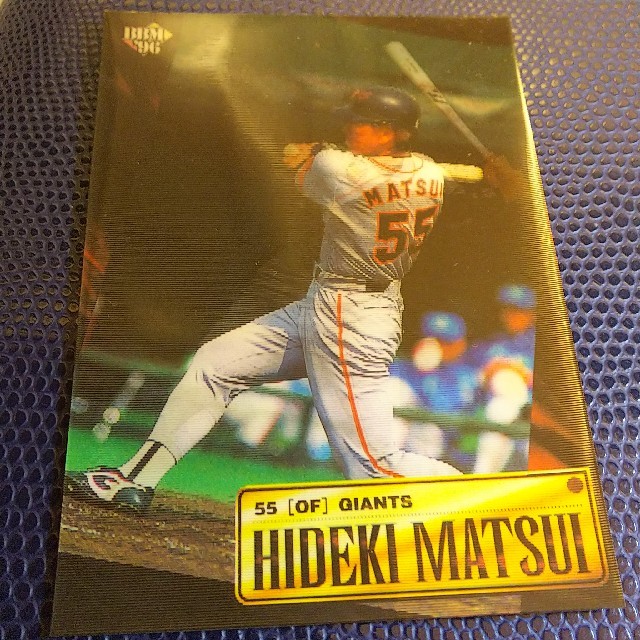 BBM
'96
MATSUI
55
55 [OF] GIANTS
HIDEKI MATSUI